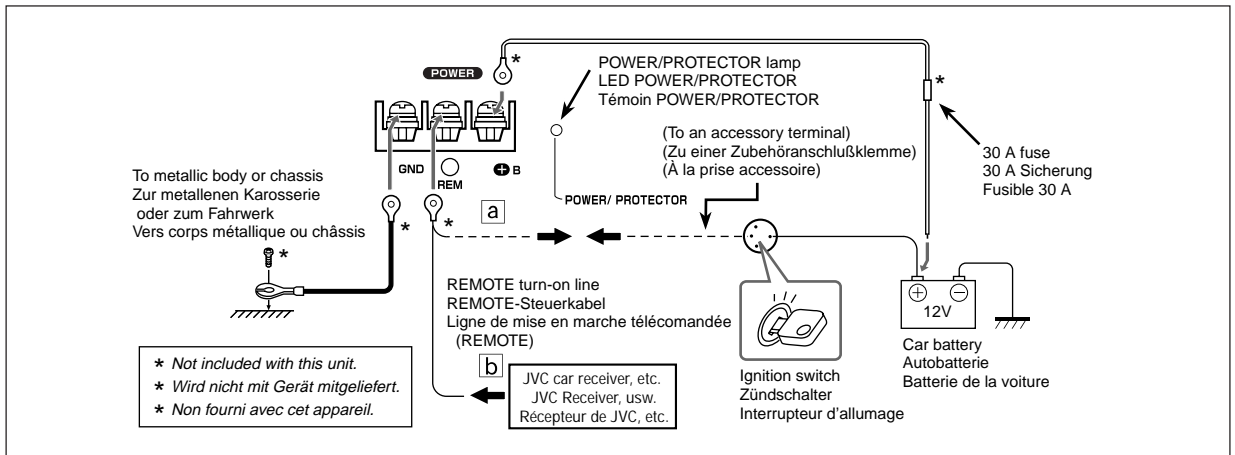 POWER
*
POWER/PROTECTOR lamp
LED POWER/PROTECTOR
Témoin POWER/PROTECTOR
*
(To an accessory terminal)
(Zu einer Zubehöranschlußklemme)
(À la prise accessoire)
30 A fuse
30 A Sicherung
Fusible 30 A
GND
REM
+ B
To metallic body or chassis
Zur metallenen Karosserie
oder zum Fahrwerk
Vers corps métallique ou châssis
*
*
*
a
POWER/ PROTECTOR
REMOTE turn-on line
REMOTE-Steuerkabel
Ligne de mise en marche télécomandée
(REMOTE)
+ −
12V
Car battery
Autobatterie
Batterie de la voiture
Ignition switch
Zündschalter
Interrupteur d'allumage
* Not included with this unit.
* Wird nicht mit Gerät mitgeliefert.
* Non fourni avec cet appareil.
b
JVC car receiver, etc.
JVC Receiver, usw.
Récepteur de JVC, etc.